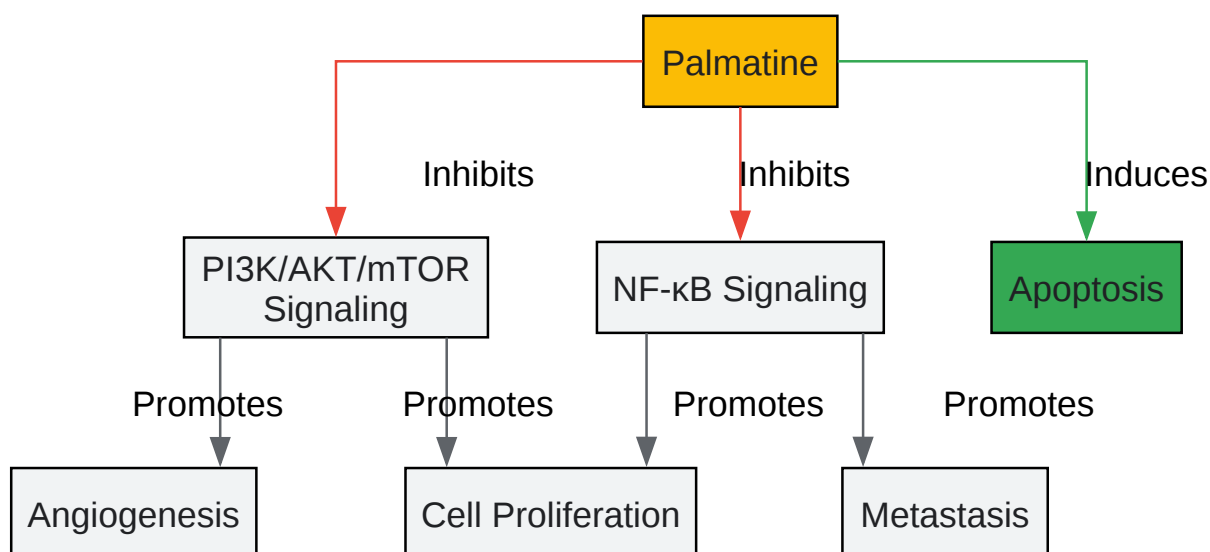 Palmatine
Inhibits
Inhibits
Induces
PI3K/AKT/mTOR
Signaling
NF-κB Signaling
Apoptosis
Promotes
Promotes
Promotes
Promotes
Angiogenesis
Cell Proliferation
Metastasis